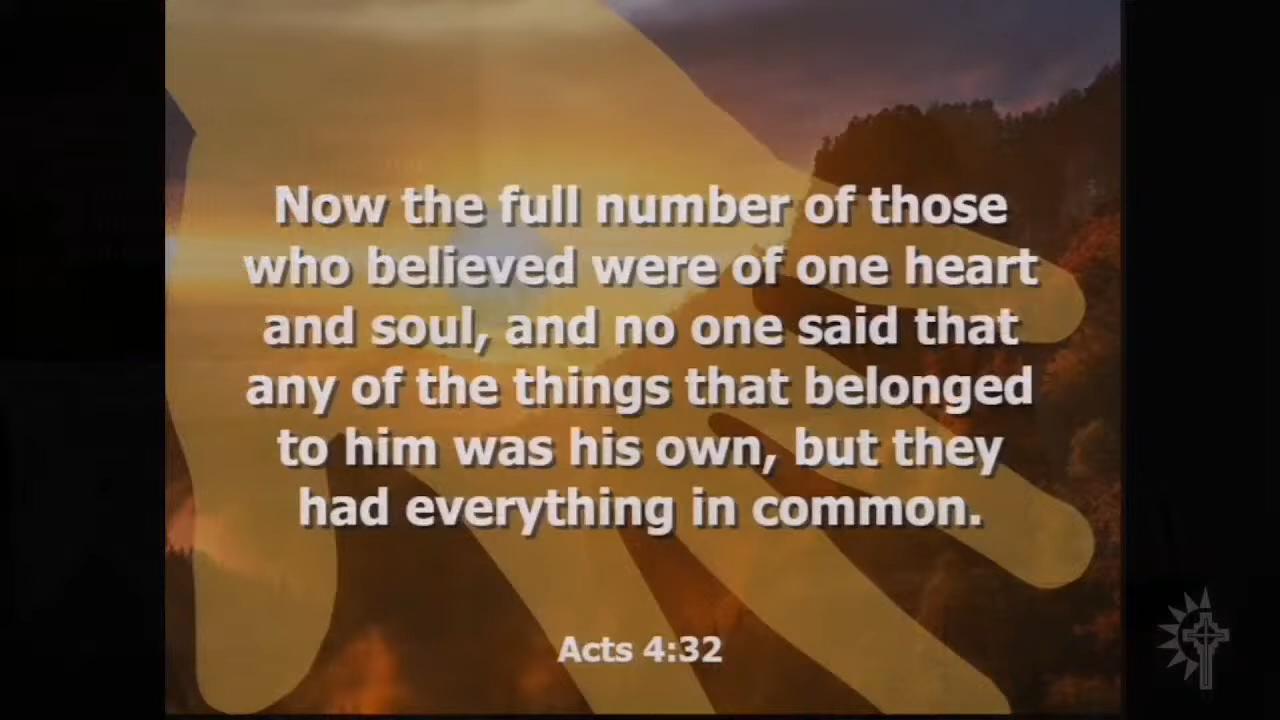 Now the full number of those
who believed were of one heart
and soul, and no one said that
any of the things that belonged
to him was his own, but they
had everything in common.
Acts 4:32